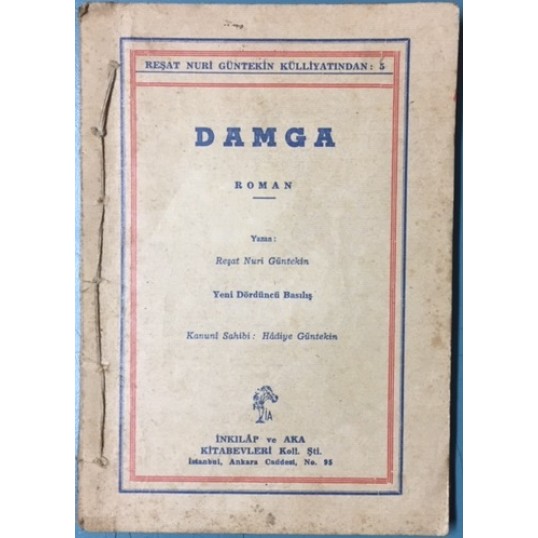 REŞAT NURİ GÜNTEKİN KÜLLİYATINDAN: 5
DAMGA
ROMAN
Yazan:
Reşat Nuri Güntekin
Yeni Dördüncü Basılış
Kanunî Sahibi: Hâdiye Güntekin
İA
İNKILÂP ve AKA
KİTABEVLERİ Koll. Şti.
İstanbul, Ankara Caddesi, No. 95